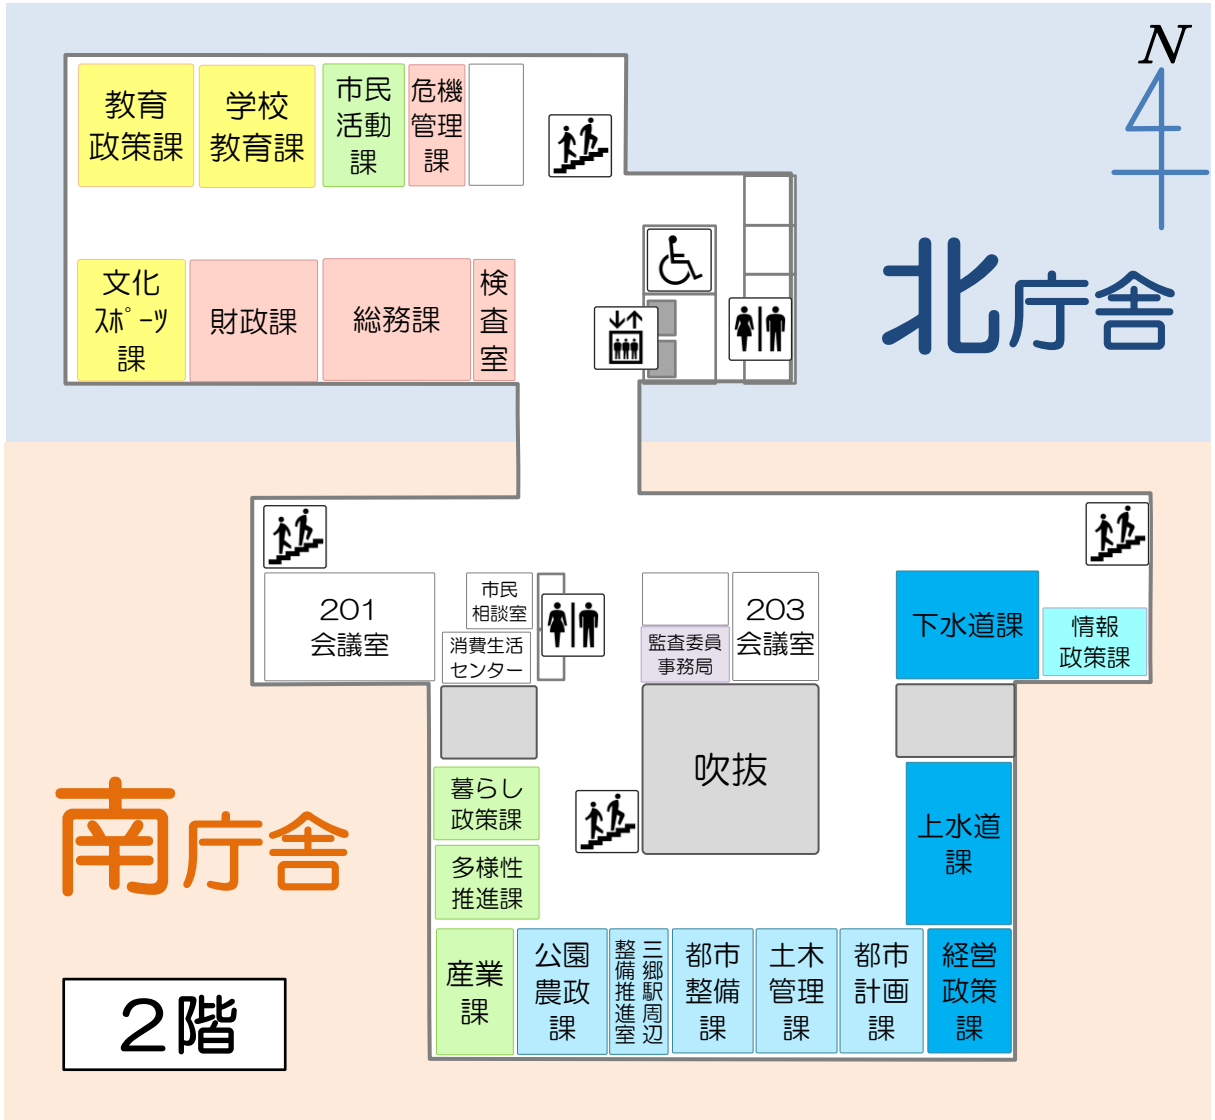 N
教育
政策課
学校
教育課
市民
活動
課
危機
管理
課
文化
ｽﾎﾟｰﾂ
課
財政課
総務課
検
査
室
北庁舎
201
会議室
市民
相談室
消費生活
センター
監査委員
事務局
203
会議室
下水道課
情報
政策課
吹抜
暮らし
政策課
多様性
推進課
上水道
課
南庁舎
産業
課
公園
農政
課
三郷駅周辺
整備推進室
都市
整備
課
土木
管理
課
都市
計画
課
経営
政策
課
2階